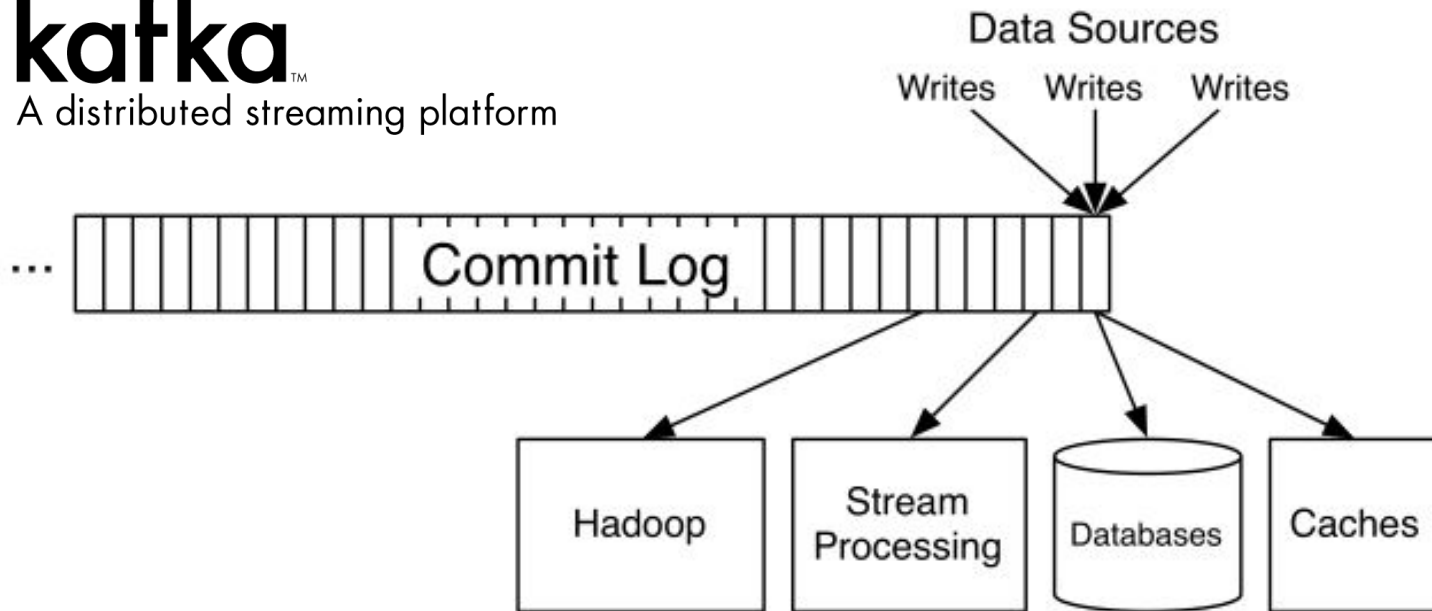 kafka™
A distributed streaming platform
Data Sources
Writes Writes Writes
... Commit Log
Hadoop
Stream
Processing
Databases
Caches